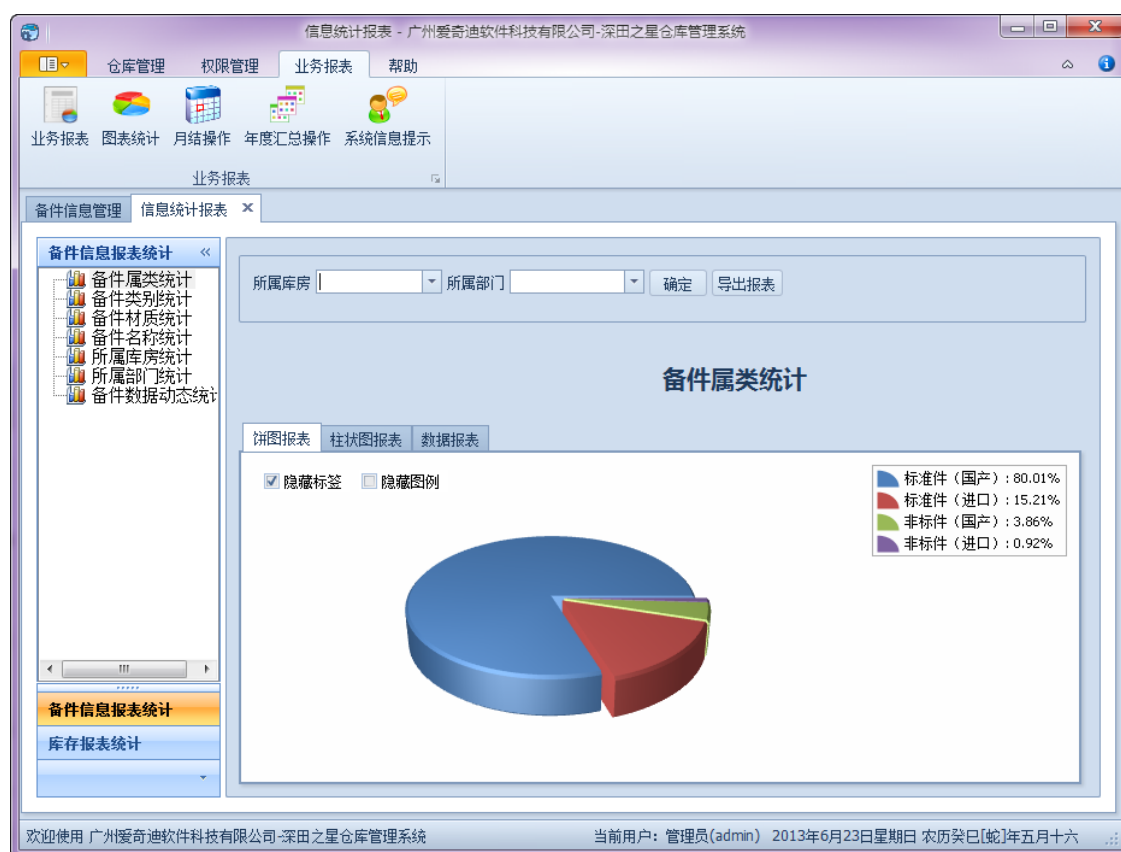 信息统计报表 - 广州爱奇迪软件科技有限公司-深田之星仓库管理系统
仓库管理 权限管理 业务报表 帮助
业务报表 图表统计 月结操作 年度汇总操作 系统信息提示
业务报表
备件信息管理 信息统计报表
备件信息报表统计
备件属类统计
备件类别统计
备件材质统计
备件名称统计
所属库房统计
所属部门统计
备件数据动态统计
备件信息报表统计
库存报表统计
所属库房 所属部门 确定 导出报表
备件属类统计
饼图报表 柱状图报表 数据报表
隐藏标签 隐藏图例
标准件（国产）: 80.01%
标准件（进口）: 15.21%
非标件（国产）: 3.86%
非标件（进口）: 0.92%
欢迎使用 广州爱奇迪软件科技有限公司-深田之星仓库管理系统 当前用户：管理员(admin) 2013年6月23日星期日 农历癸巳[蛇]年五月十六